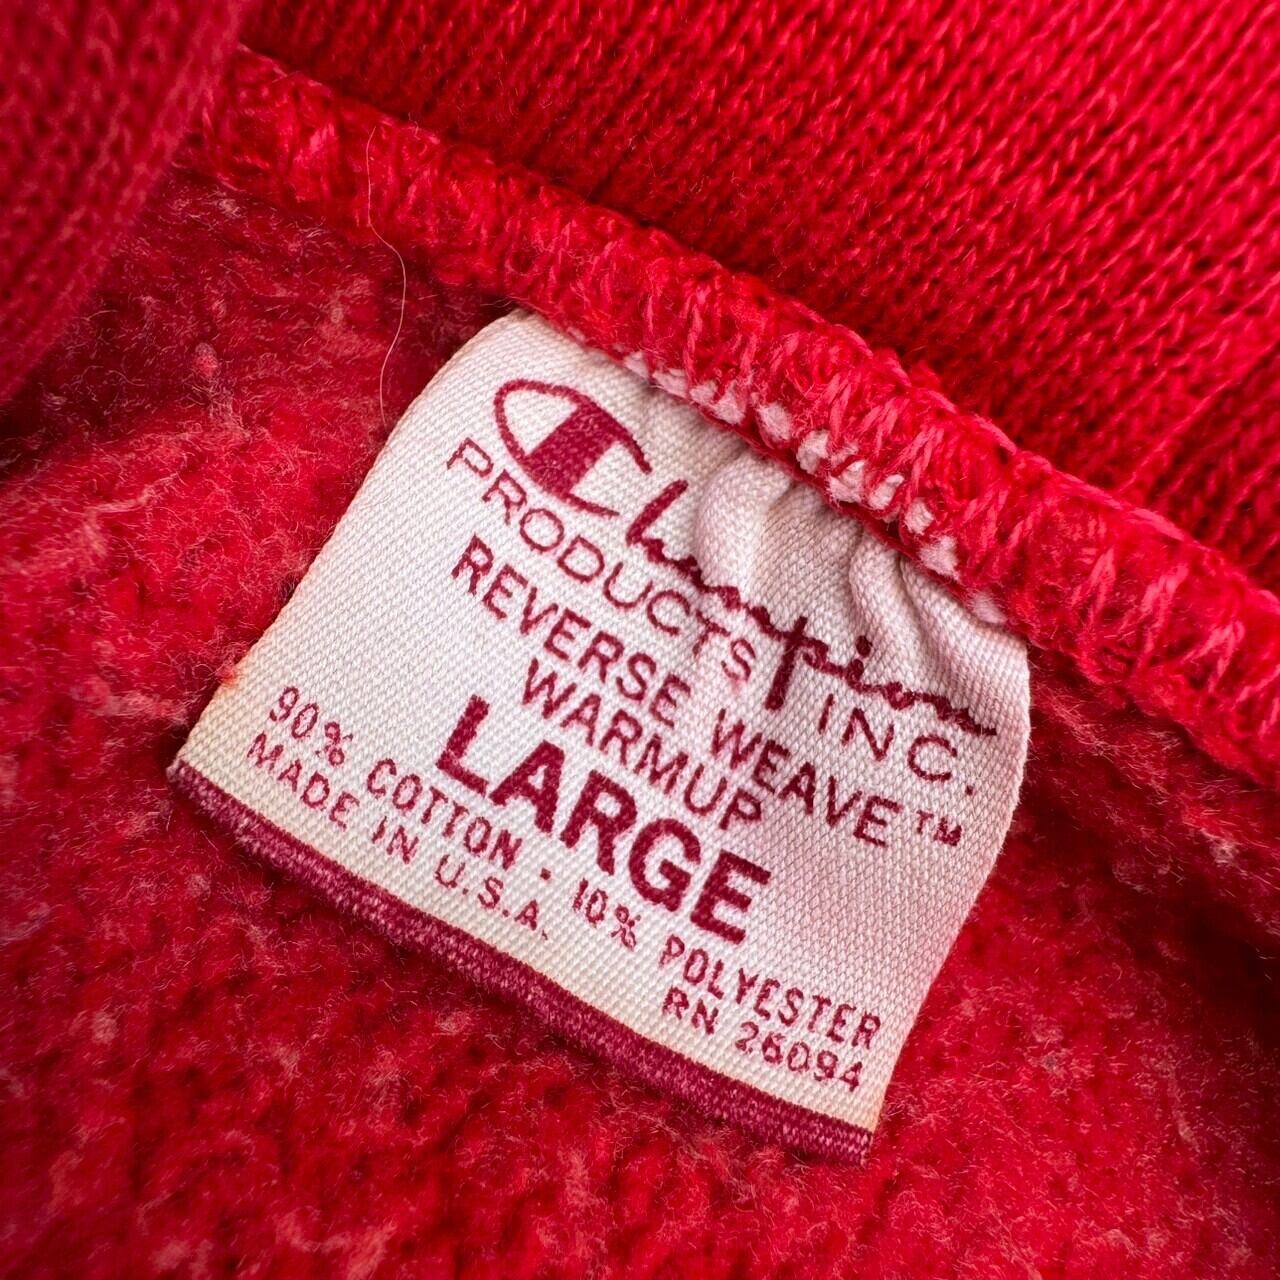 Champion
PRODUCTS INC.
REVERSE WEAVE™
WARMUP
LARGE
90% COTTON · 10% POLYESTER
MADE IN U.S.A. RN 26094